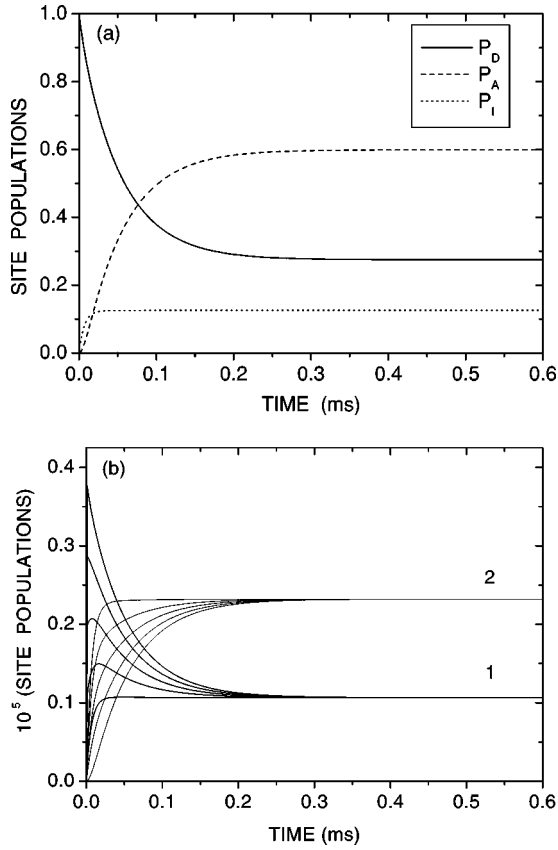 (a)
P_D
P_A
P_I
SITE POPULATIONS
1.0
0.8
0.6
0.4
0.2
0.0
0.0 0.1 0.2 0.3 0.4 0.5 0.6
TIME (ms)
(b)
10^5 (SITE POPULATIONS)
0.4
0.3
0.2
0.1
0.0
2
1
0.0 0.1 0.2 0.3 0.4 0.5 0.6
TIME (ms)